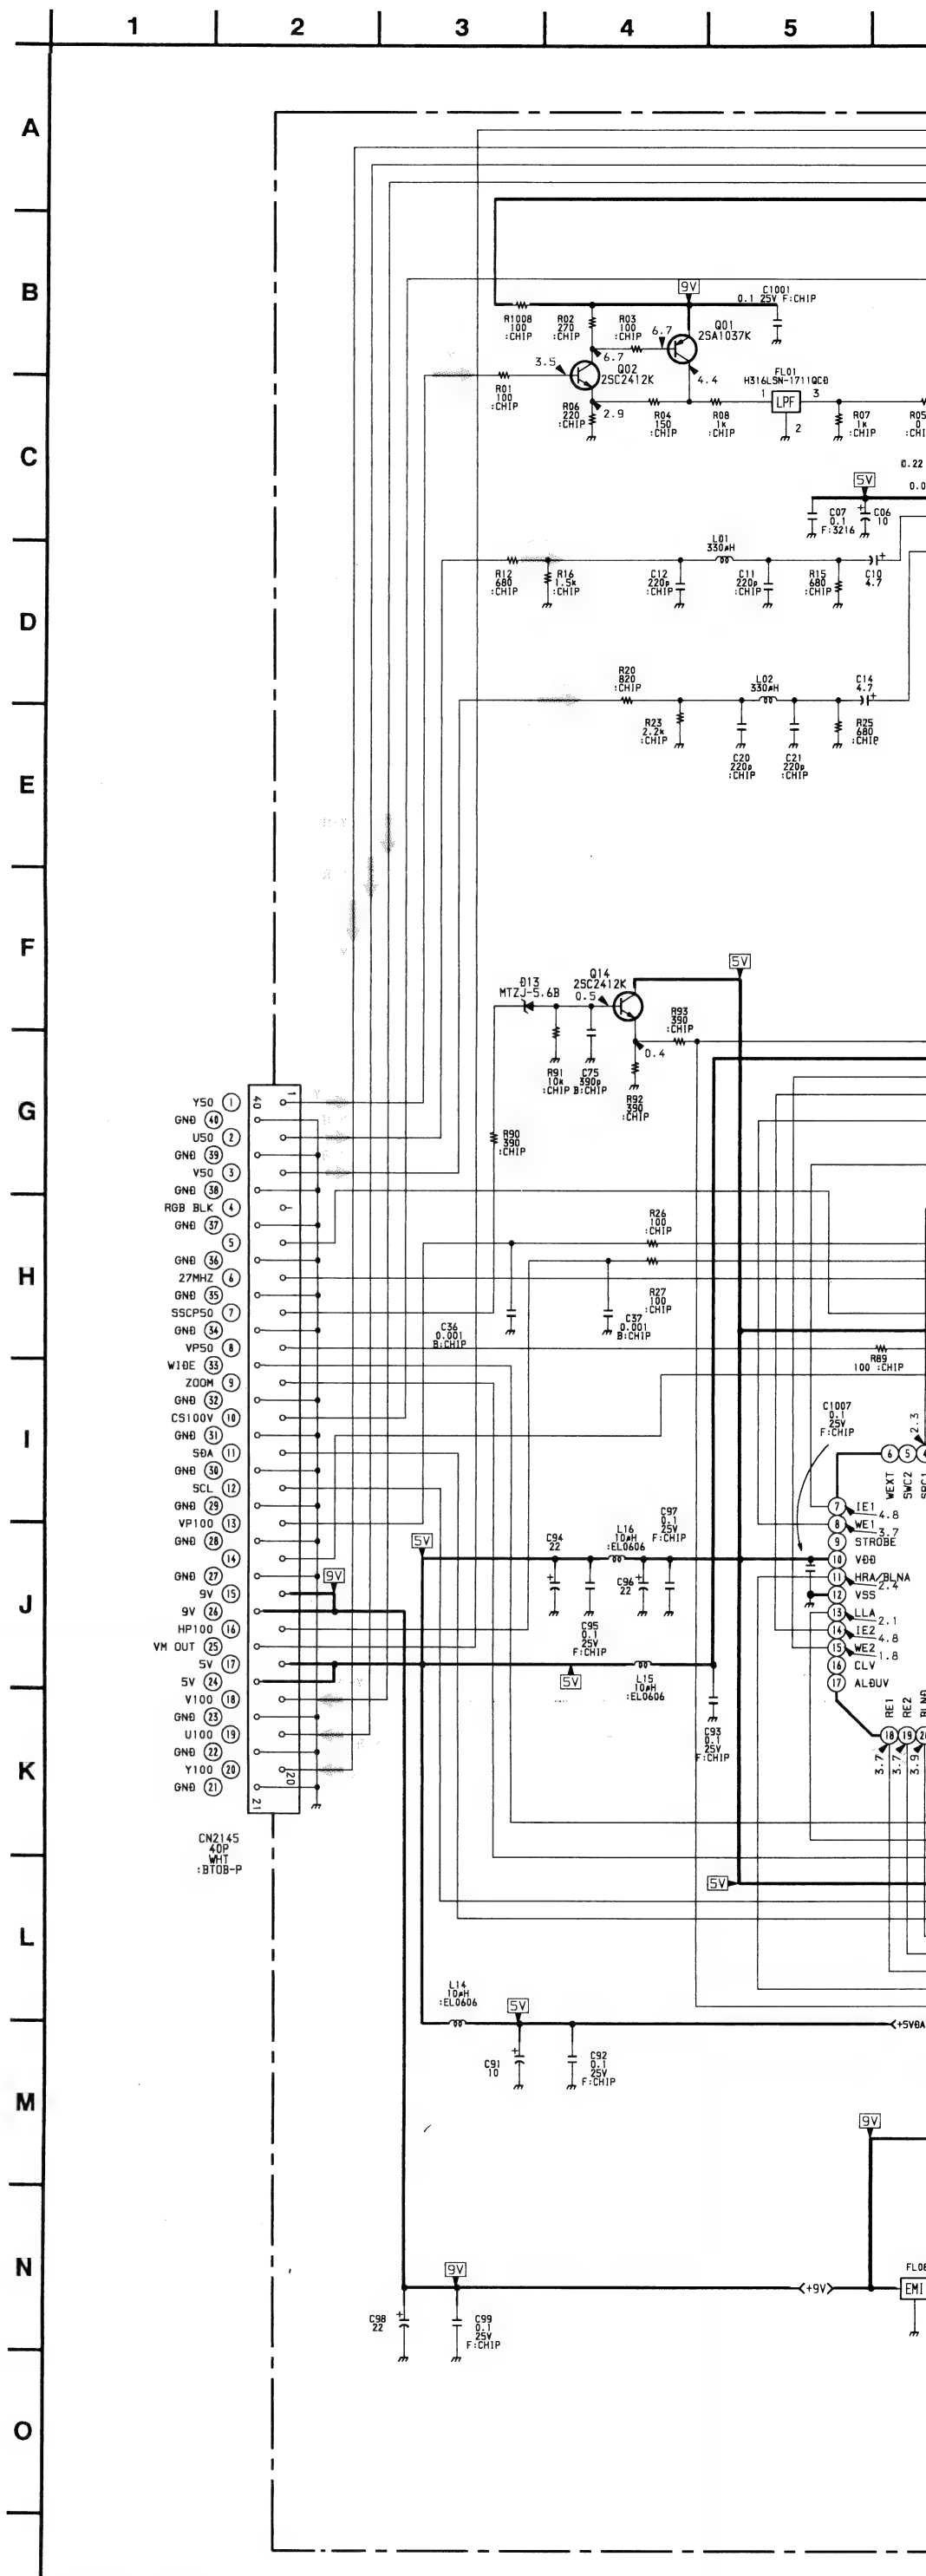 1 2 3 4 5
A
B
C
D
E
F
G
H
I
J
K
L
M
N
O
9V
C1001
0.1 25V F:CHIP
R1008
100
:CHIP
R02
270
:CHIP
R03
100
:CHIP
6.7
Q01
2SA1037K
3.5
6.7
Q02
2SC2412K
4.4
FL01
H316LSN-1711QCD
1 LPF 3
2
R01
100
:CHIP
R06
220
:CHIP
2.9
R04
150
:CHIP
R08
1k
:CHIP
R07
1k
:CHIP
R05
0
:CHI
0.22
0.0
5V
C07
0.1
F:3216
C06
10
L01
330µH
R12
680
:CHIP
R16
1.5k
:CHIP
C12
220p
:CHIP
C11
220p
:CHIP
R15
680
:CHIP
C10
4.7
R20
820
:CHIP
L02
330µH
C14
4.7
R23
2.2k
:CHIP
C20
220p
:CHIP
C21
220p
:CHIP
R25
680
:CHIP
5V
D13
MTZJ-5.6B
Q14
2SC2412K
0.5
R93
390
:CHIP
0.4
R91
10k
:CHIP
C75
390p
B:CHIP
R92
390
:CHIP
R90
390
:CHIP
40 1
Y50 1
GND 40
U50 2
GND 39
V50 3
GND 38
RGB BLK 4
GND 37
5
GND 36
27MHZ 6
GND 35
SSCP50 7
GND 34
VP50 8
WIDE 33
ZOOM 9
GND 32
CS100V 10
GND 31
SDA 11
GND 30
SCL 12
GND 29
VP100 13
GND 28
14
GND 27
9V 15
9V 26
HP100 16
VM OUT 25
5V 17
5V 24
V100 18
GND 23
U100 19
GND 22
Y100 20
GND 21
21 20
CN2145
40P
WHT
:BTOB-P
R26
100
:CHIP
R27
100
:CHIP
C36
0.001
B:CHIP
C37
0.001
B:CHIP
R89
100 :CHIP
C1007
0.1
25V
F:CHIP
2.3
6 5 4
WEXT
SWC2
7 IE1 4.8
8 WE1 3.7
9 STROBE
10 VDD
11 HRA/BLNA 2.4
12 VSS
13 LLA 2.1
14 IE2 4.8
15 WE2 1.8
16 CLV
17 ALDUV
RE1
RE2
18 19
3.7
3.7
3.9
5V
9V
C94
22
L16
10µH
:EL0606
C97
0.1
25V
F:CHIP
C95
0.1
25V
F:CHIP
C96
22
5V
L15
10µH
:EL0606
C93
0.1
25V
F:CHIP
5V
L14
10µH
:EL0606
5V
C91
10
C92
0.1
25V
F:CHIP
+5VDA
9V
9V
+9V
FL08
EMI
C98
22
C99
0.1
25V
F:CHIP